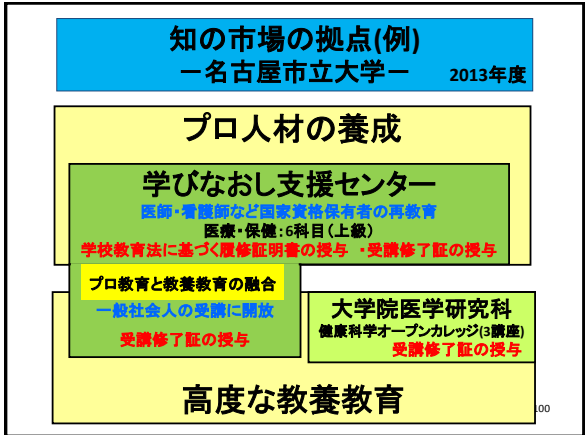 知の市場の拠点(例)
－名古屋市立大学－ 2013年度
プロ人材の養成
学びなおし支援センター
医師・看護師など国家資格保有者の再教育
医療・保健:6科目(上級)
学校教育法に基づく履修証明書の授与 ・受講修了証の授与
プロ教育と教養教育の融合
一般社会人の受講に開放
受講修了証の授与
大学院医学研究科
健康科学オープンカレッジ(3講座)
受講修了証の授与
高度な教養教育
100